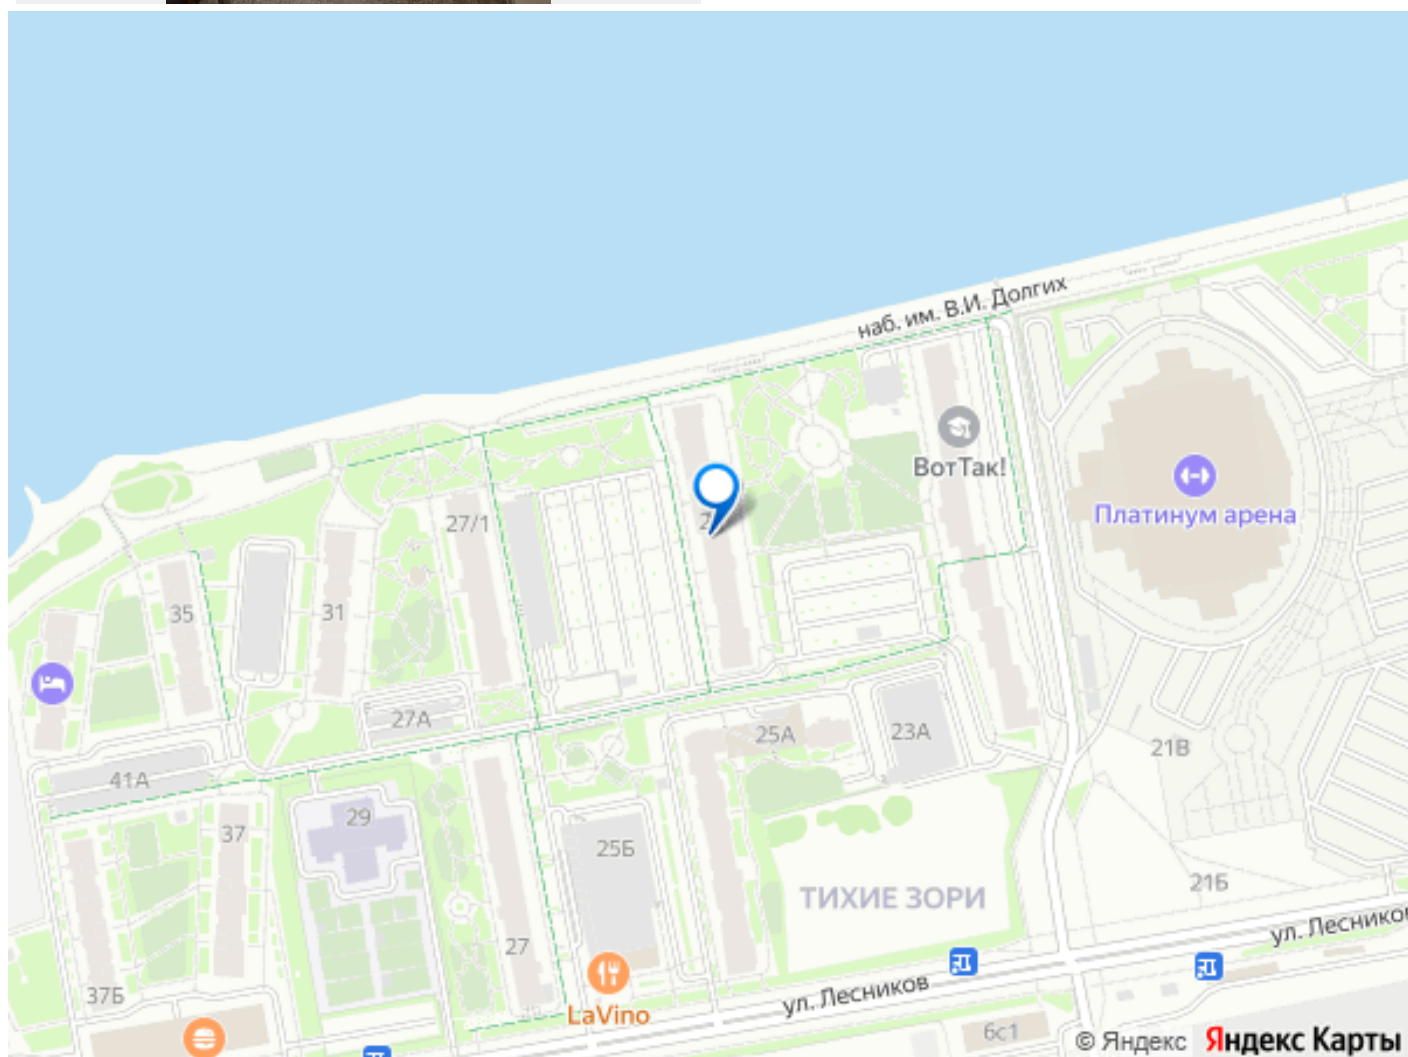 наб. им. В.И. Долгих
ВотТак!
Платинум арена
27/1
35
31
27А
25А
23А
21В
41А
29
37
25Б
ТИХИЕ ЗОРИ
21Б
ул. Леснико
27
ул. Лесников
37Б
LaVino
6с1
© Яндекс Яндекс Карты